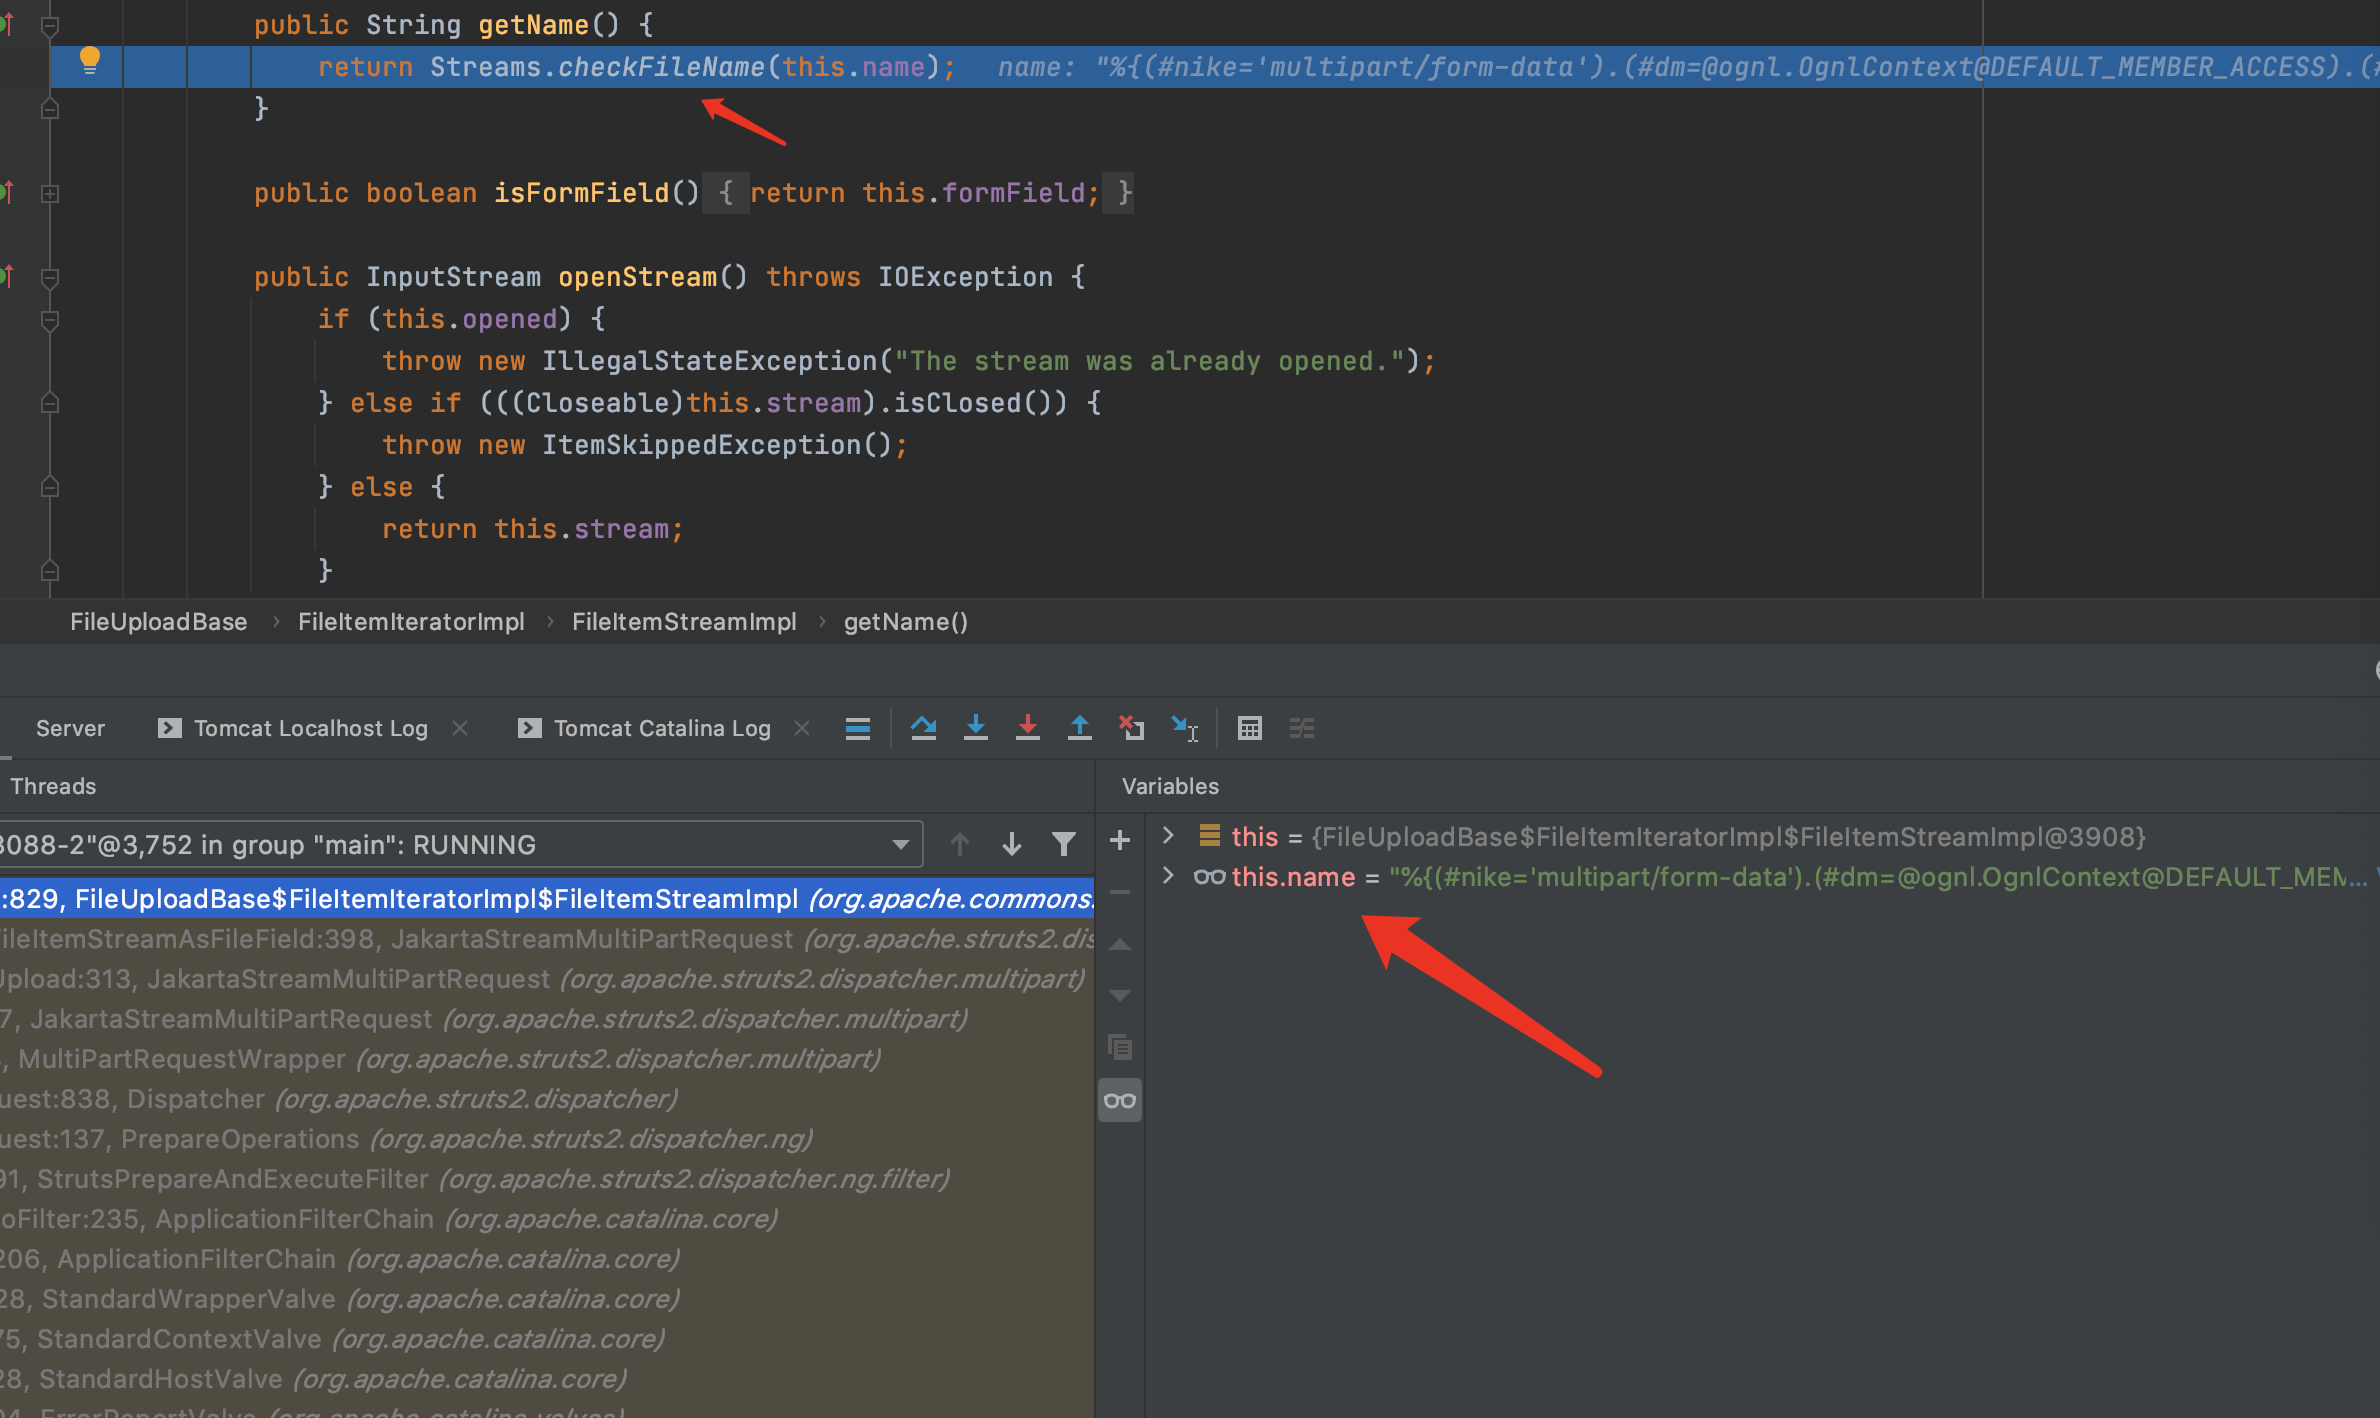 public String getName() {
return Streams.checkFileName(this.name); name: "%{(#nike='multipart/form-data').(#dm=@ognl.OgnlContext@DEFAULT_MEMBER_ACCESS).(#
}
public boolean isFormField() { return this.formField; }
public InputStream openStream() throws IOException {
if (this.opened) {
throw new IllegalStateException("The stream was already opened.");
} else if (((Closeable)this.stream).isClosed()) {
throw new ItemSkippedException();
} else {
return this.stream;
}
FileUploadBase › FileItemIteratorImpl › FileItemStreamImpl › getName()
Server Tomcat Localhost Log Tomcat Catalina Log
Threads
Variables
3088-2"@3,752 in group "main": RUNNING
this = {FileUploadBase$FileItemIteratorImpl$FileItemStreamImpl@3908}
this.name = "%{(#nike='multipart/form-data').(#dm=@ognl.OgnlContext@DEFAULT_MEM...
:829, FileUploadBase$FileItemIteratorImpl$FileItemStreamImpl (org.apache.commons.
ileItemStreamAsFileField:398, JakartaStreamMultiPartRequest (org.apache.struts2.dis
Upload:313, JakartaStreamMultiPartRequest (org.apache.struts2.dispatcher.multipart)
7, JakartaStreamMultiPartRequest (org.apache.struts2.dispatcher.multipart)
, MultiPartRequestWrapper (org.apache.struts2.dispatcher.multipart)
uest:838, Dispatcher (org.apache.struts2.dispatcher)
uest:137, PrepareOperations (org.apache.struts2.dispatcher.ng)
91, StrutsPrepareAndExecuteFilter (org.apache.struts2.dispatcher.ng.filter)
oFilter:235, ApplicationFilterChain (org.apache.catalina.core)
206, ApplicationFilterChain (org.apache.catalina.core)
28, StandardWrapperValve (org.apache.catalina.core)
75, StandardContextValve (org.apache.catalina.core)
28, StandardHostValve (org.apache.catalina.core)
04, ErrorReportValve (org.apache.catalina.valves)